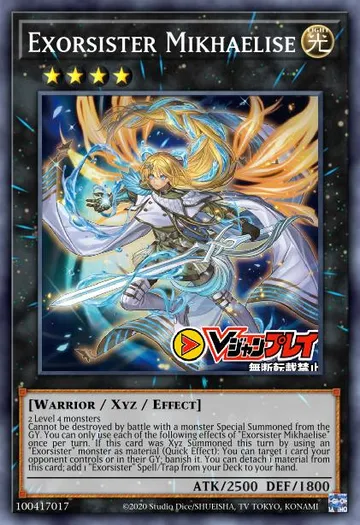 Exorsister Mikhaelise
LIGHT
光
[Warrior / Xyz / Effect]
2 Level 4 monsters
Cannot be destroyed by battle with a monster Special Summoned from the
GY. You can only use each of the following effects of "Exorsister Mikhaelise"
once per turn. If this card was Xyz Summoned this turn by using an
"Exorsister" monster as material (Quick Effect): You can target 1 card
your opponent controls or in their GY; banish it. You can detach 1 material from
this card; add 1 "Exorsister" Spell/Trap from your Deck to your hand.
Vジャンプレイ
無断転載禁止
ATK/2500 DEF/1800
100417017
©2020 Studio Dice/SHUEISHA, TV TOKYO, KONAMI